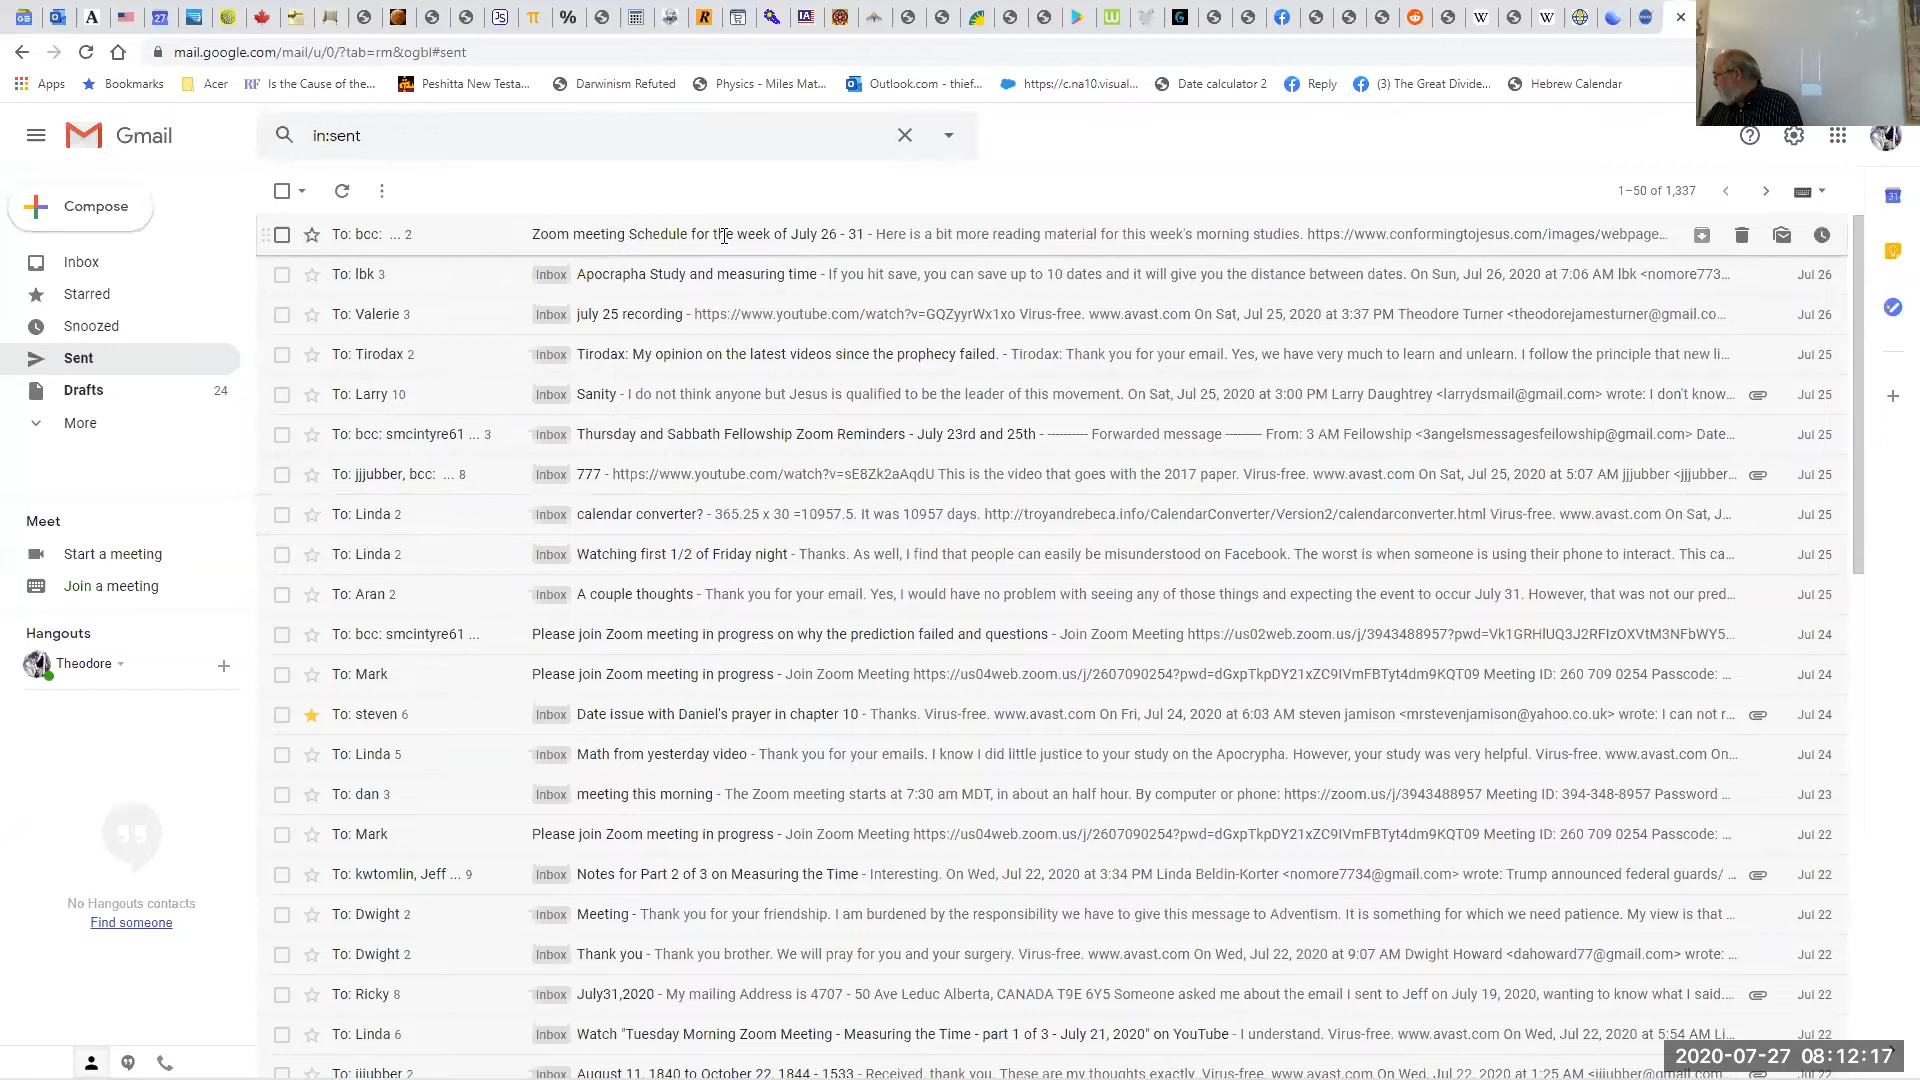 mail.google.com/mail/u/0/?tab=rm&ogbl#sent
Apps Bookmarks Acer Is the Cause of the... Peshitta New Testa... Darwinism Refuted Physics - Miles Mat... Outlook.com - thief... https://c.na10.visual... Date calculator 2 Reply (3) The Great Divide... Hebrew Calendar
Gmail in:sent
Compose 1–50 of 1,337
Inbox
Starred
Snoozed
Sent
Drafts 24
More
Meet
Start a meeting
Join a meeting
Hangouts
Theodore
No Hangouts contacts
Find someone
To: bcc: ... 2 Zoom meeting Schedule for the week of July 26 - 31 - Here is a bit more reading material for this week's morning studies. https://www.conformingtojesus.com/images/webpage...
To: lbk 3 Inbox Apocrapha Study and measuring time - If you hit save, you can save up to 10 dates and it will give you the distance between dates. On Sun, Jul 26, 2020 at 7:06 AM lbk <nomore773... Jul 26
To: Valerie 3 Inbox july 25 recording - https://www.youtube.com/watch?v=GQZyyrWx1xo Virus-free. www.avast.com On Sat, Jul 25, 2020 at 3:37 PM Theodore Turner <theodorejamesturner@gmail.co... Jul 26
To: Tirodax 2 Inbox Tirodax: My opinion on the latest videos since the prophecy failed. - Tirodax: Thank you for your email. Yes, we have very much to learn and unlearn. I follow the principle that new li... Jul 25
To: Larry 10 Inbox Sanity - I do not think anyone but Jesus is qualified to be the leader of this movement. On Sat, Jul 25, 2020 at 3:00 PM Larry Daughtrey <larrydsmail@gmail.com> wrote: I don't know... Jul 25
To: bcc: smcintyre61 ... 3 Inbox Thursday and Sabbath Fellowship Zoom Reminders - July 23rd and 25th - ---------- Forwarded message --------- From: 3 AM Fellowship <3angelsmessagesfellowship@gmail.com> Date... Jul 25
To: jjjubber, bcc: ... 8 Inbox 777 - https://www.youtube.com/watch?v=sE8Zk2aAqdU This is the video that goes with the 2017 paper. Virus-free. www.avast.com On Sat, Jul 25, 2020 at 5:07 AM jjjubber <jjjubber... Jul 25
To: Linda 2 Inbox calendar converter? - 365.25 x 30 =10957.5. It was 10957 days. http://troyandrebeca.info/CalendarConverter/Version2/calendarconverter.html Virus-free. www.avast.com On Sat, J... Jul 25
To: Linda 2 Inbox Watching first 1/2 of Friday night - Thanks. As well, I find that people can easily be misunderstood on Facebook. The worst is when someone is using their phone to interact. This ca... Jul 25
To: Aran 2 Inbox A couple thoughts - Thank you for your email. Yes, I would have no problem with seeing any of those things and expecting the event to occur July 31. However, that was not our pred... Jul 25
To: bcc: smcintyre61 ... Please join Zoom meeting in progress on why the prediction failed and questions - Join Zoom Meeting https://us02web.zoom.us/j/3943488957?pwd=Vk1GRHlUQ3J2RFIzOXVtM3NFbWY5... Jul 24
To: Mark Please join Zoom meeting in progress - Join Zoom Meeting https://us04web.zoom.us/j/2607090254?pwd=dGxpTkpDY21xZC9IVmFBTyt4dm9KQT09 Meeting ID: 260 709 0254 Passcode: ... Jul 24
To: steven 6 Inbox Date issue with Daniel's prayer in chapter 10 - Thanks. Virus-free. www.avast.com On Fri, Jul 24, 2020 at 6:03 AM steven jamison <mrstevenjamison@yahoo.co.uk> wrote: I can not r... Jul 24
To: Linda 5 Inbox Math from yesterday video - Thank you for your emails. I know I did little justice to your study on the Apocrypha. However, your study was very helpful. Virus-free. www.avast.com On... Jul 24
To: dan 3 Inbox meeting this morning - The Zoom meeting starts at 7:30 am MDT, in about an half hour. By computer or phone: https://zoom.us/j/3943488957 Meeting ID: 394-348-8957 Password ... Jul 23
To: Mark Please join Zoom meeting in progress - Join Zoom Meeting https://us04web.zoom.us/j/2607090254?pwd=dGxpTkpDY21xZC9IVmFBTyt4dm9KQT09 Meeting ID: 260 709 0254 Passcode: ... Jul 22
To: kwtomlin, Jeff ... 9 Inbox Notes for Part 2 of 3 on Measuring the Time - Interesting. On Wed, Jul 22, 2020 at 3:34 PM Linda Beldin-Korter <nomore7734@gmail.com> wrote: Trump announced federal guards/ ... Jul 22
To: Dwight 2 Inbox Meeting - Thank you for your friendship. I am burdened by the responsibility we have to give this message to Adventism. It is something for which we need patience. My view is that ... Jul 22
To: Dwight 2 Inbox Thank you - Thank you brother. We will pray for you and your surgery. Virus-free. www.avast.com On Wed, Jul 22, 2020 at 9:07 AM Dwight Howard <dahoward77@gmail.com> wrote: ... Jul 22
To: Ricky 8 Inbox July31,2020 - My mailing Address is 4707 - 50 Ave Leduc Alberta, CANADA T9E 6Y5 Someone asked me about the email I sent to Jeff on July 19, 2020, wanting to know what I said.... Jul 22
To: Linda 6 Inbox Watch "Tuesday Morning Zoom Meeting - Measuring the Time - part 1 of 3 - July 21, 2020" on YouTube - I understand. Virus-free. www.avast.com On Wed, Jul 22, 2020 at 5:54 AM Li... Jul 22
To: jjjubber 2 Inbox August 11, 1840 to October 22, 1844 - 1533 - Received, thank you. These are my thoughts exactly. Virus-free. www.avast.com On Wed, Jul 22, 2020 at 1:25 AM jjjubber <jjjubber@gmail.com...
2020-07-27 08:12:17